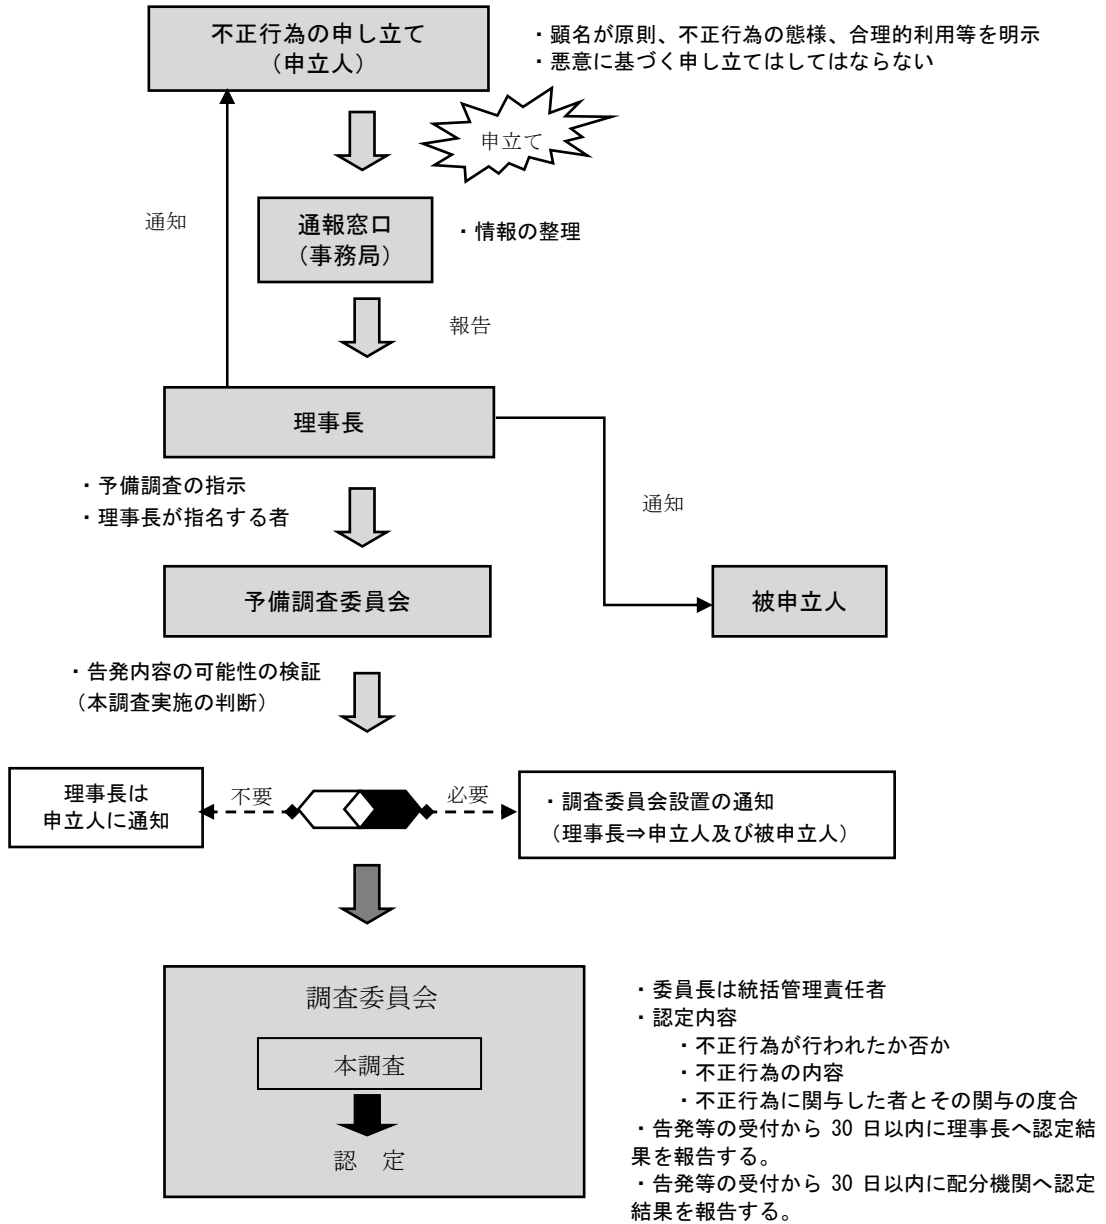 不正行為の申し立て
（申立人）
・顕名が原則、不正行為の態様、合理的利用等を明示
・悪意に基づく申し立てはしてはならない
申立て
通知
通報窓口
（事務局）
・情報の整理
報告
理事長
・予備調査の指示
・理事長が指名する者
通知
予備調査委員会
被申立人
・告発内容の可能性の検証
（本調査実施の判断）
理事長は
申立人に通知
不要
必要
・調査委員会設置の通知
（理事長⇒申立人及び被申立人）
調査委員会
本調査
認　定
・委員長は統括管理責任者
・認定内容
・不正行為が行われたか否か
・不正行為の内容
・不正行為に関与した者とその関与の度合
・告発等の受付から 30 日以内に理事長へ認定結
果を報告する。
・告発等の受付から 30 日以内に配分機関へ認定
結果を報告する。